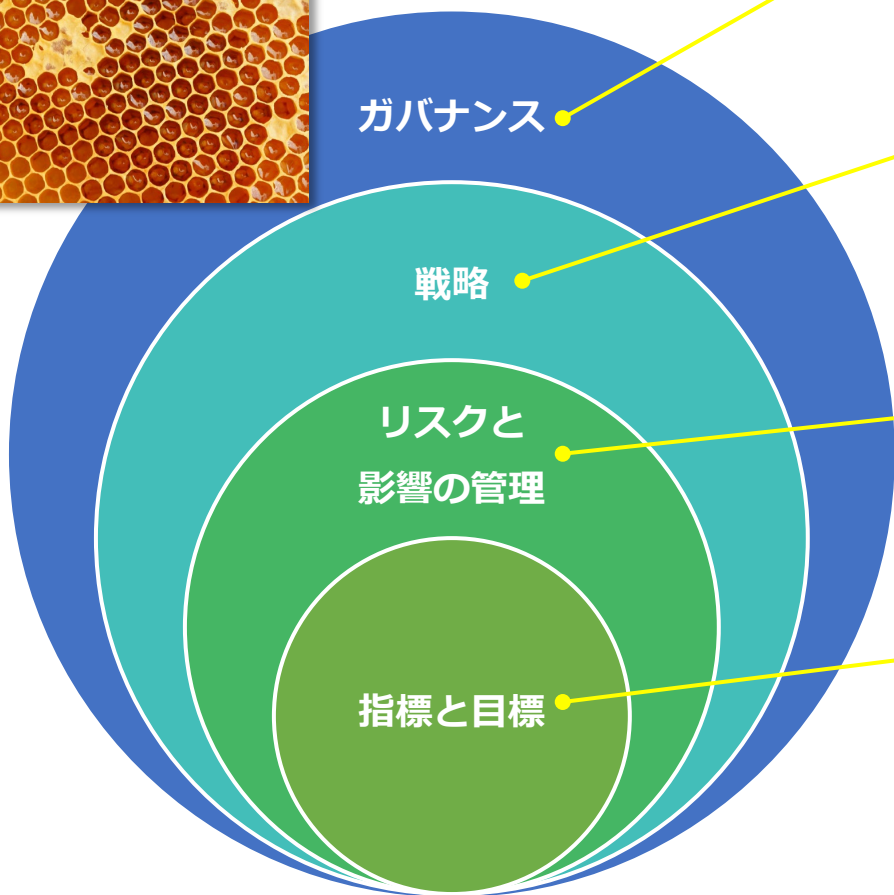 ガバナンス
戦略
リスクと
影響の管理
指標と目標